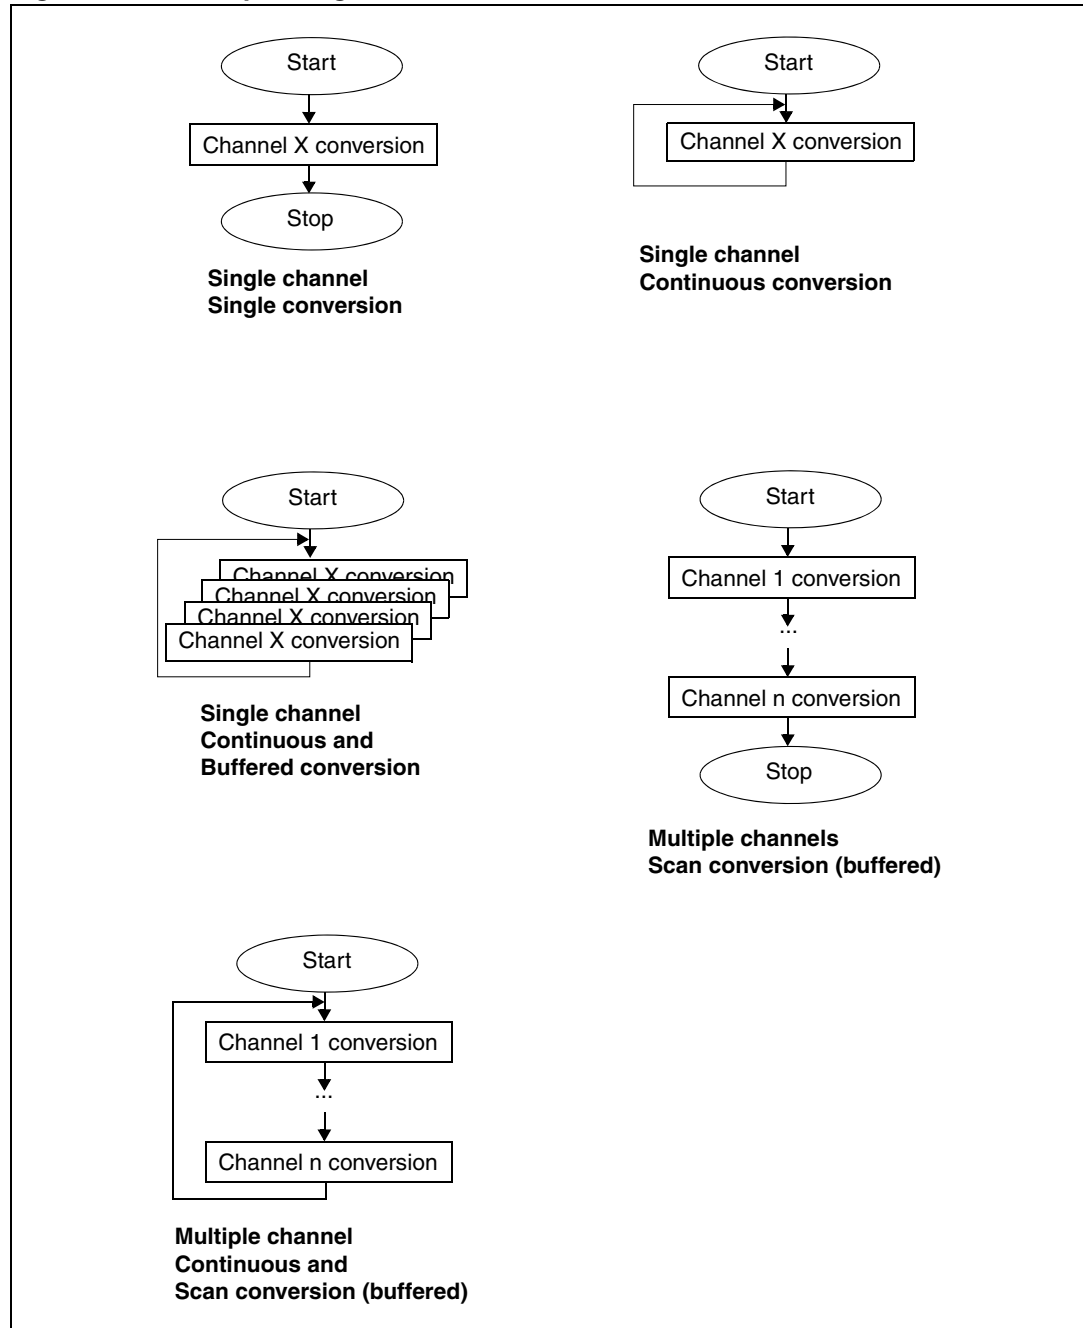 Start
Channel X conversion
Stop
Single channel
Single conversion
Start
Channel X conversion
Single channel
Continuous conversion
Start
Channel X conversion
Channel X conversion
Channel X conversion
Channel X conversion
Single channel
Continuous and
Buffered conversion
Start
Channel 1 conversion
...
Channel n conversion
Stop
Multiple channels
Scan conversion (buffered)
Start
Channel 1 conversion
...
Channel n conversion
Multiple channel
Continuous and
Scan conversion (buffered)